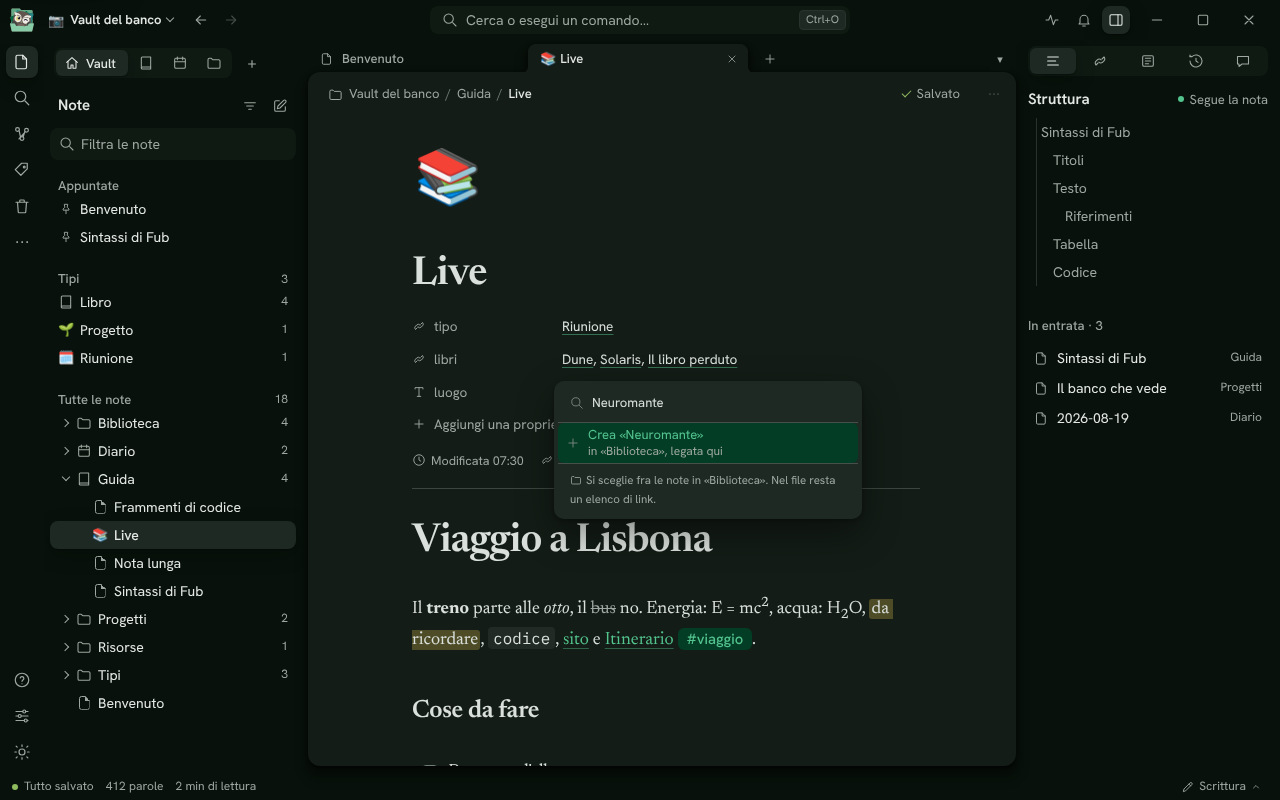 Vault del banco
Cerca o esegui un comando…
Ctrl+O
Vault
Note
Filtra le note
Appuntate
Benvenuto
Sintassi di Fub
Tipi 3
Libro 4
Progetto 1
Riunione 1
Tutte le note 18
Biblioteca 4
Diario 2
Guida 4
Frammenti di codice
Live
Nota lunga
Sintassi di Fub
Progetti 2
Risorse 1
Tipi 3
Benvenuto
Benvenuto
Live
Vault del banco / Guida / Live
Salvato
Live
tipo Riunione
libri Dune, Solaris, Il libro perduto
luogo
Aggiungi una proprie
Modificata 07:30
Neuromante
Crea «Neuromante»
in «Biblioteca», legata qui
Si sceglie fra le note in «Biblioteca». Nel file resta
un elenco di link.
Viaggio a Lisbona
Il treno parte alle otto, il bus no. Energia: E = mc2, acqua: H2O, da
ricordare, codice, sito e Itinerario #viaggio.
Cose da fare
Struttura
Segue la nota
Sintassi di Fub
Titoli
Testo
Riferimenti
Tabella
Codice
In entrata · 3
Sintassi di Fub Guida
Il banco che vede Progetti
2026-08-19 Diario
Tutto salvato 412 parole 2 min di lettura
Scrittura